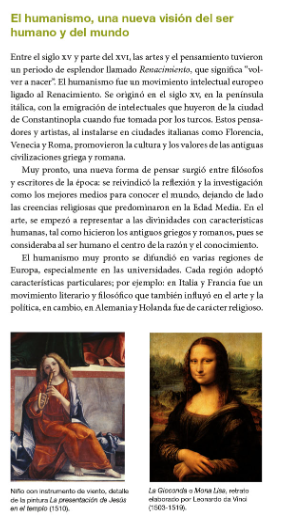 El humanismo, una nueva visión del ser
humano y del mundo
Entre el siglo XV y parte del XVI, las artes y el pensamiento tuvieron
un periodo de esplendor llamado Renacimiento, que significa "vol-
ver a nacer". El humanismo fue un movimiento intelectual europeo
ligado al Renacimiento. Se originó en el siglo XV, en la península
itálica, con la emigración de intelectuales que huyeron de la ciudad
de Constantinopla cuando fue tomada por los turcos. Estos pensa-
dores y artistas, al instalarse en ciudades italianas como Florencia,
Venecia y Roma, promovieron la cultura y los valores de las antiguas
civilizaciones griega y romana.
Muy pronto, una nueva forma de pensar surgió entre filósofos
y escritores de la época: se reivindicó la reflexión y la investigación
como los mejores medios para conocer el mundo, dejando de lado
las creencias religiosas que predominaron en la Edad Media. En el
arte, se empezó a representar a las divinidades con características
humanas, tal como hicieron los antiguos griegos y romanos, pues se
consideraba al ser humano el centro de la razón y el conocimiento.
El humanismo muy pronto se difundió en varias regiones de
Europa, especialmente en las universidades. Cada región adoptó
características particulares; por ejemplo: en Italia y Francia fue un
movimiento literario y filosófico que también influyó en el arte y la
política, en cambio, en Alemania y Holanda fue de carácter religioso.
Niño con instrumento de viento, detalle
de la pintura La presentación de Jesús
en el templo (1510).
La Gioconda o Mona Lisa, retrato
elaborado por Leonardo da Vinci
(1503-1519).